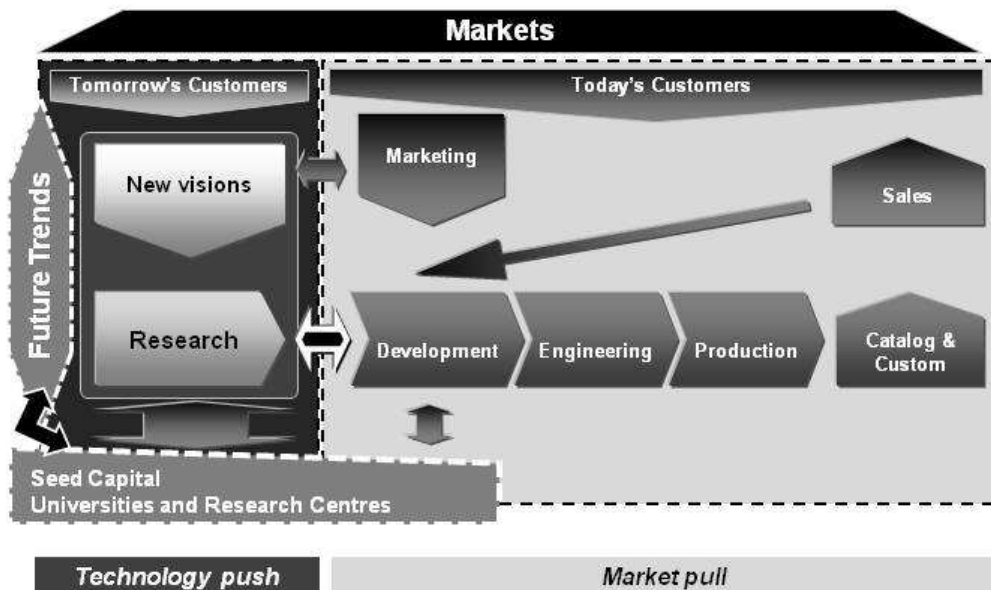 Markets
Tomorrow's Customers
Today's Customers
Future Trends
New visions
Marketing
Sales
Research
Development
Engineering
Production
Catalog &
Custom
Seed Capital
Universities and Research Centres
Technology push
Market pull